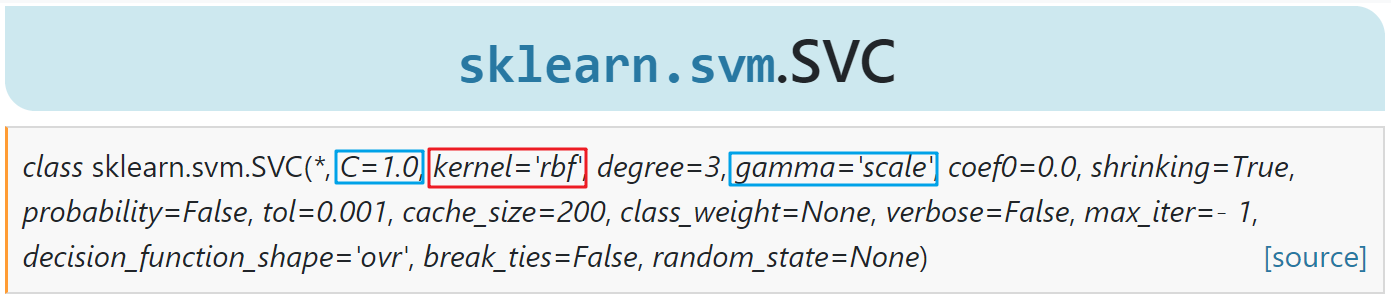 sklearn.svm.SVC
class sklearn.svm.SVC(*, C=1.0, kernel='rbf', degree=3, gamma='scale', coef0=0.0, shrinking=True,
probability=False, tol=0.001, cache_size=200, class_weight=None, verbose=False, max_iter=- 1,
decision_function_shape='ovr', break_ties=False, random_state=None) [source]